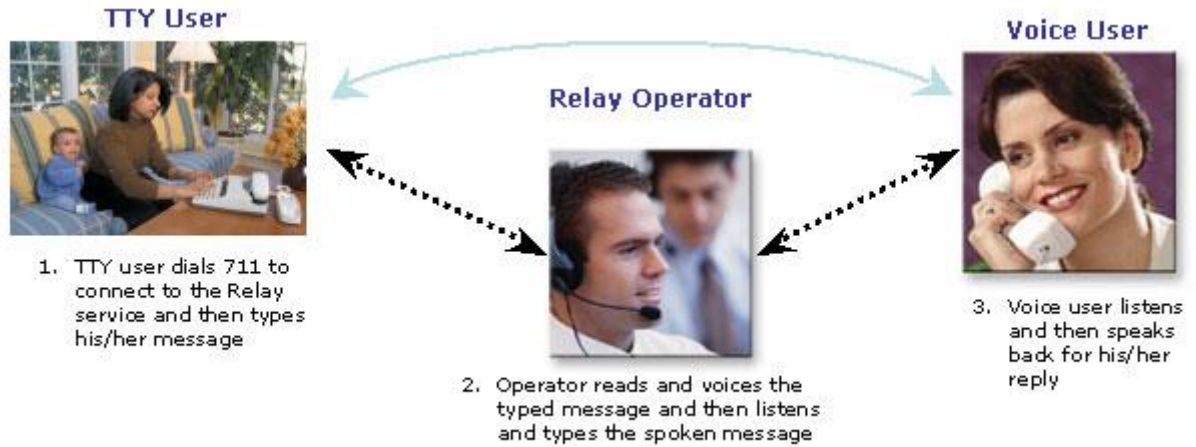 TTY User
Voice User
Relay Operator
1. TTY user dials 711 to
connect to the Relay
service and then types
his/her message
2. Operator reads and voices the
typed message and then listens
and types the spoken message
3. Voice user listens
and then speaks
back for his/her
reply